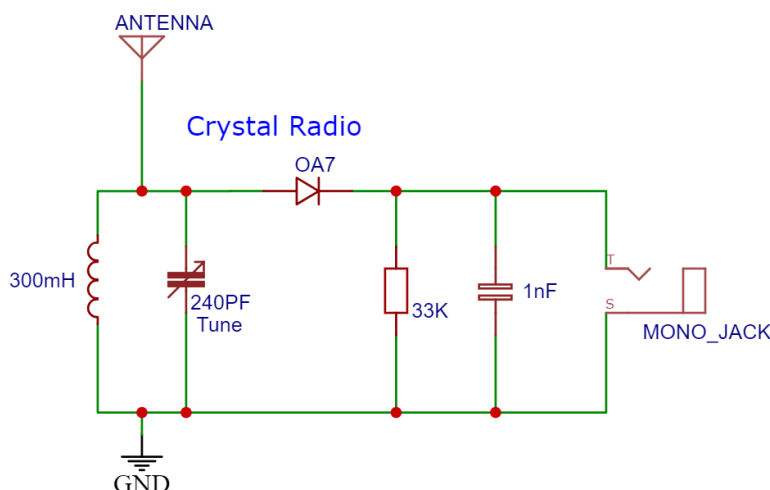 ANTENNA
Crystal Radio
OA7
300mH
240PF
Tune
33K
1nF
T
S
MONO_JACK
GND